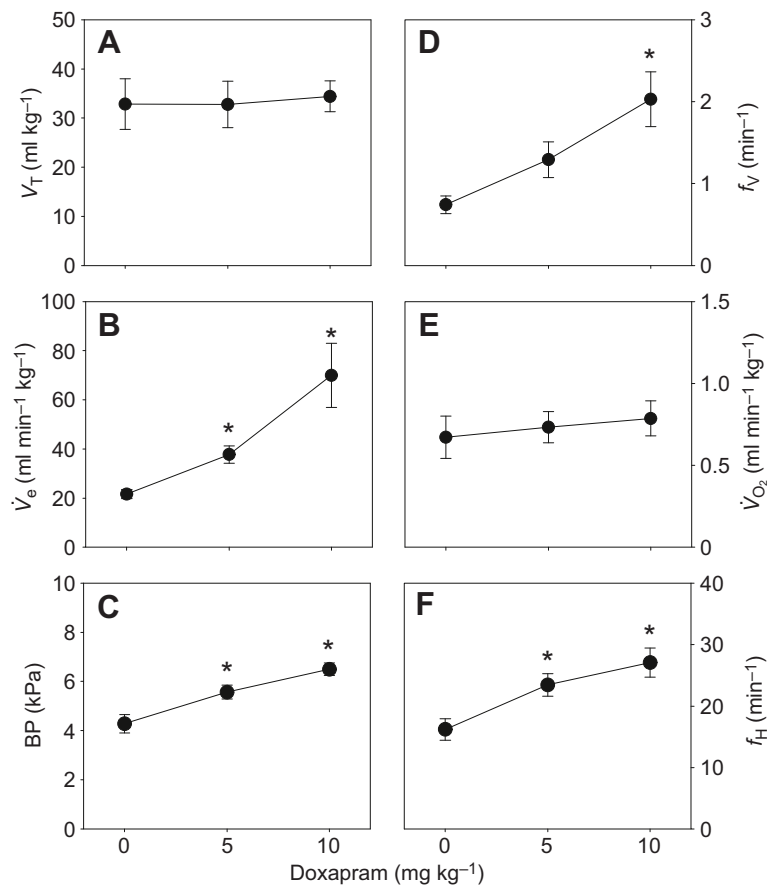 A
50
40
30
20
10
0
V_T (ml kg⁻¹)
D
*
3
2
1
0
f_V (min⁻¹)
B
*
*
100
80
60
40
20
0
V̇_e (ml min⁻¹ kg⁻¹)
E
1.5
1.0
0.5
0
V̇_O₂ (ml min⁻¹ kg⁻¹)
C
*
*
10
8
6
4
2
0
BP (kPa)
0 5 10
F
*
*
40
30
20
10
0
f_H (min⁻¹)
0 5 10
Doxapram (mg kg⁻¹)